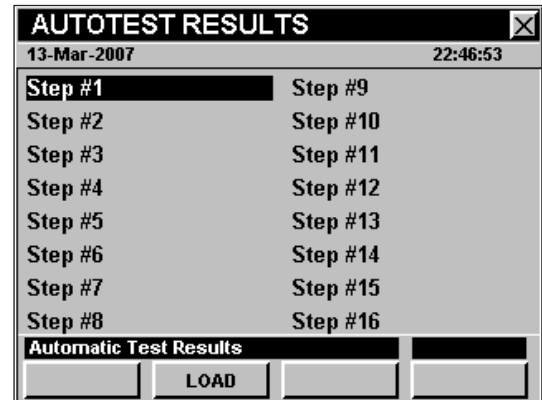 AUTOTEST RESULTS
13-Mar-2007 22:46:53
Step #1 Step #9
Step #2 Step #10
Step #3 Step #11
Step #4 Step #12
Step #5 Step #13
Step #6 Step #14
Step #7 Step #15
Step #8 Step #16
Automatic Test Results
LOAD